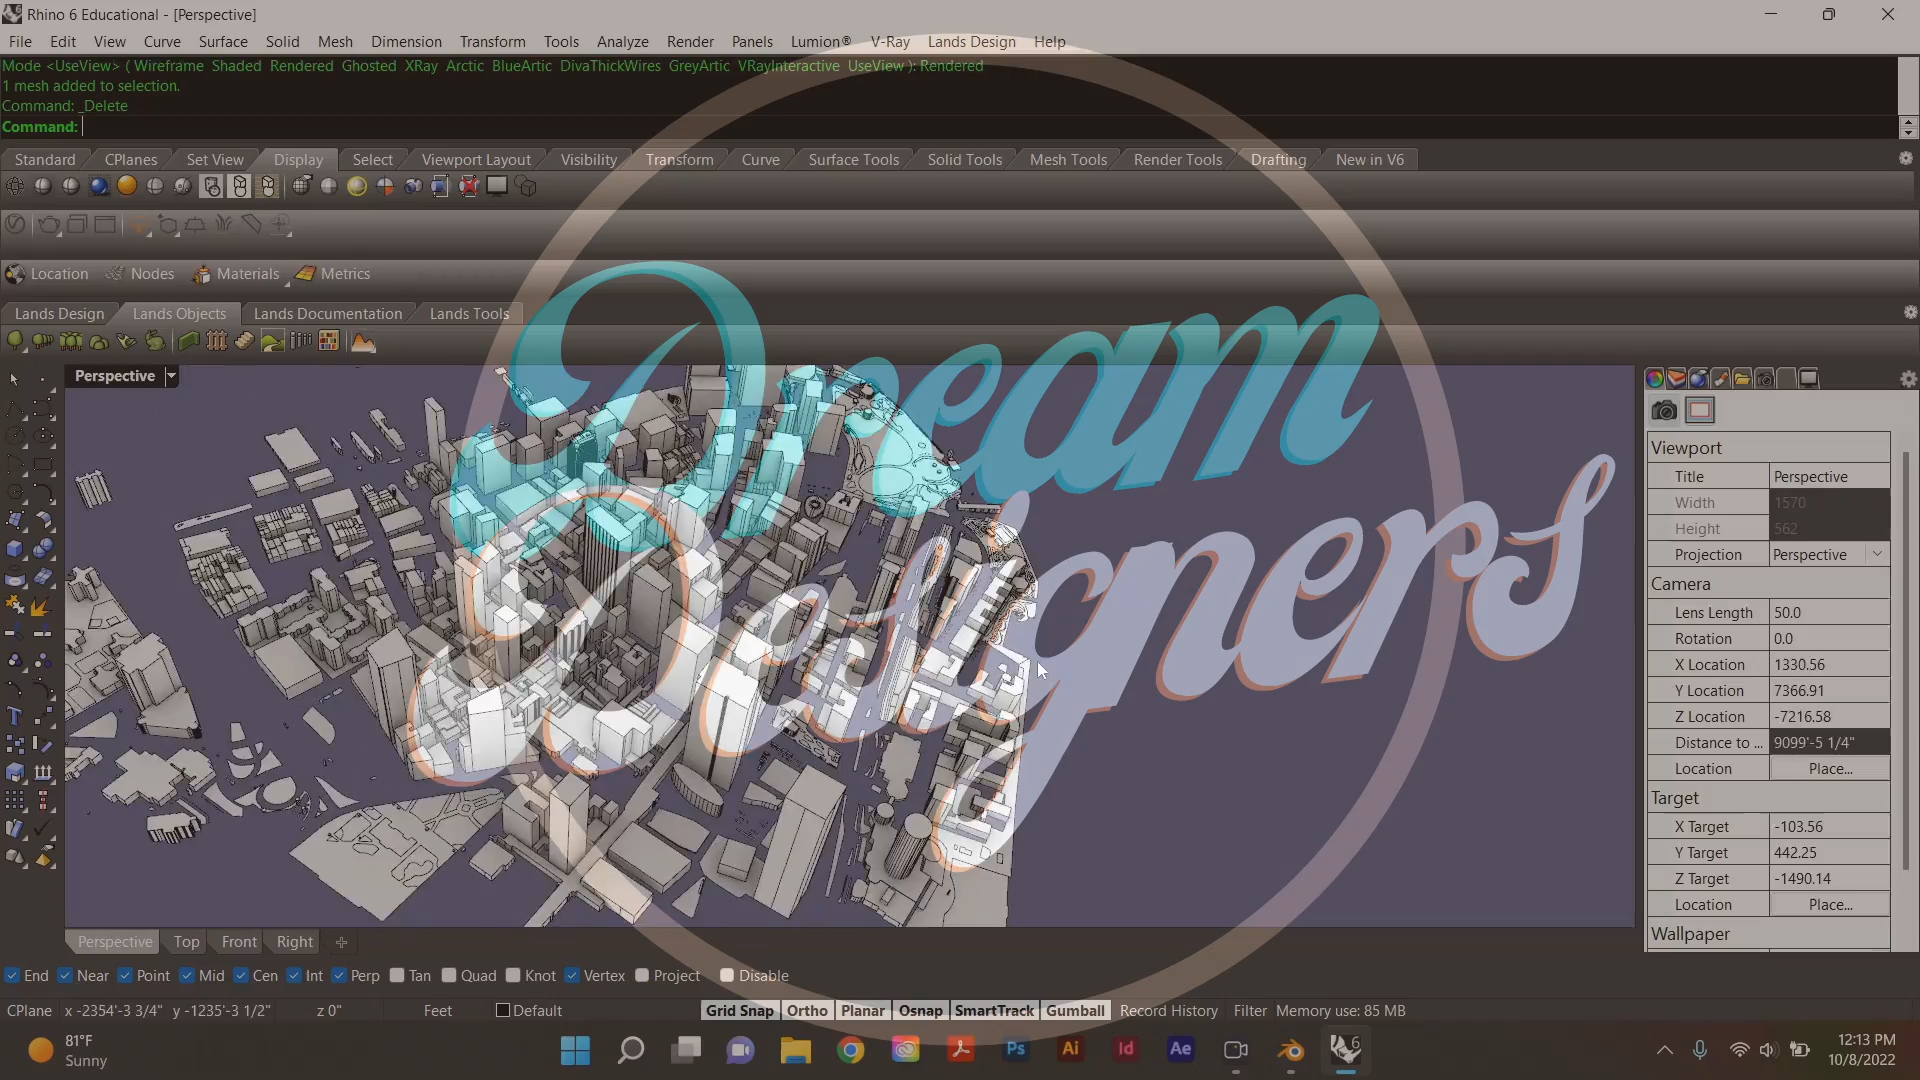 Rhino 6 Educational - [Perspective]
File Edit View Curve Surface Solid Mesh Dimension Transform Tools Analyze Render Panels Lumion® V-Ray Lands Design Help
Mode <UseView> ( Wireframe Shaded Rendered Ghosted XRay Arctic BlueArtic DivaThickWires GreyArtic VRayInteractive UseView ): Rendered
1 mesh added to selection.
Command: _Delete
Command:
Standard CPlanes Set View Display Select Viewport Layout Visibility Transform Curve Surface Tools Solid Tools Mesh Tools Render Tools Drafting New in V6
Location Nodes Materials Metrics
Lands Design Lands Objects Lands Documentation Lands Tools
Dream
Designers
Perspective
Viewport
Title Perspective
Width 1570
Height 562
Projection Perspective
Camera
Lens Length 50.0
Rotation 0.0
X Location 1330.56
Y Location 7366.91
Z Location -7216.58
Distance to ... 9099'-5 1/4"
Location Place...
Target
X Target -103.56
Y Target 442.25
Z Target -1490.14
Location Place...
Wallpaper
Perspective Top Front Right
End Near Point Mid Cen Int Perp Tan Quad Knot Vertex Project Disable
CPlane x -2354'-3 3/4" y -1235'-3 1/2" z 0" Feet Default Grid Snap Ortho Planar Osnap SmartTrack Gumball Record History Filter Memory use: 85 MB
81°F
Sunny
Ps Ai Id Ae 6
12:13 PM
10/8/2022